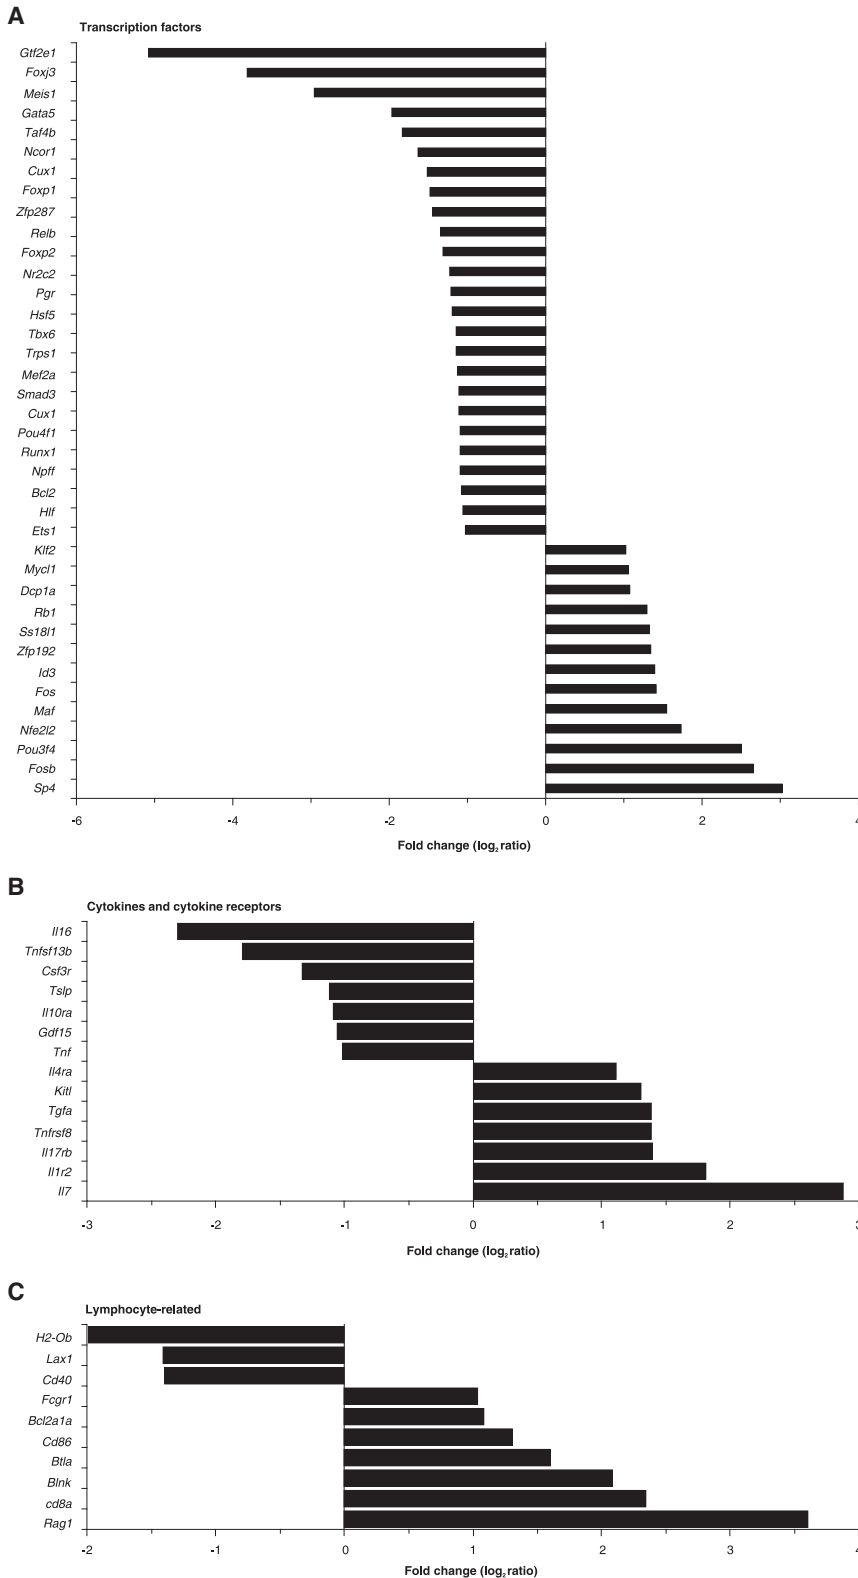 A
Transcription factors
Gtf2e1
Foxj3
Meis1
Gata5
Taf4b
Ncor1
Cux1
Foxp1
Zfp287
Relb
Foxp2
Nr2c2
Pgr
Hsf5
Tbx6
Trps1
Mef2a
Smad3
Cux1
Pou4f1
Runx1
Npff
Bcl2
Hlf
Ets1
Klf2
Mycl1
Dcp1a
Rb1
Ss18l1
Zfp192
Id3
Fos
Maf
Nfe2l2
Pou3f4
Fosb
Sp4
-6 -4 -2 0 2 4
Fold change (log₂ ratio)
B
Cytokines and cytokine receptors
Il16
Tnfsf13b
Csf3r
Tslp
Il10ra
Gdf15
Tnf
Il4ra
Kitl
Tgfa
Tnfrsf8
Il17rb
Il1r2
Il7
-3 -2 -1 0 1 2 3
Fold change (log₂ ratio)
C
Lymphocyte-related
H2-Ob
Lax1
Cd40
Fcgr1
Bcl2a1a
Cd86
Btla
Blnk
cd8a
Rag1
-2 -1 0 1 2 3 4
Fold change (log₂ ratio)